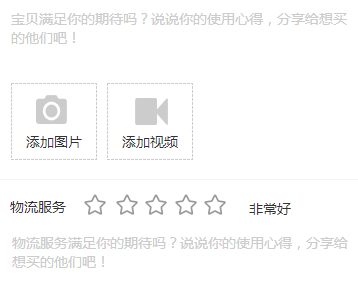 宝贝满足你的期待吗？说说你的使用心得，分享给想买
的他们吧！
添加图片 添加视频
物流服务 非常好
物流服务满足你的期待吗？说说你的使用心得，分享给
想买的他们吧！